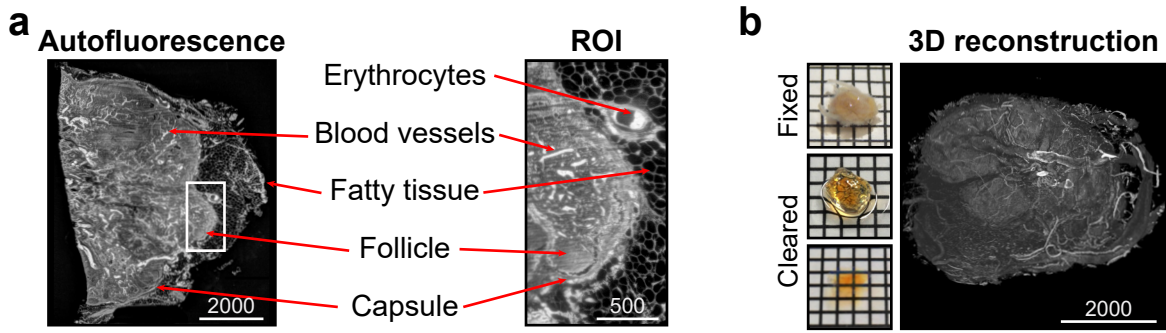 a
Autofluorescence
ROI
Erythrocytes
Blood vessels
Fatty tissue
Follicle
Capsule
2000
500
b
3D reconstruction
Fixed
Cleared
2000